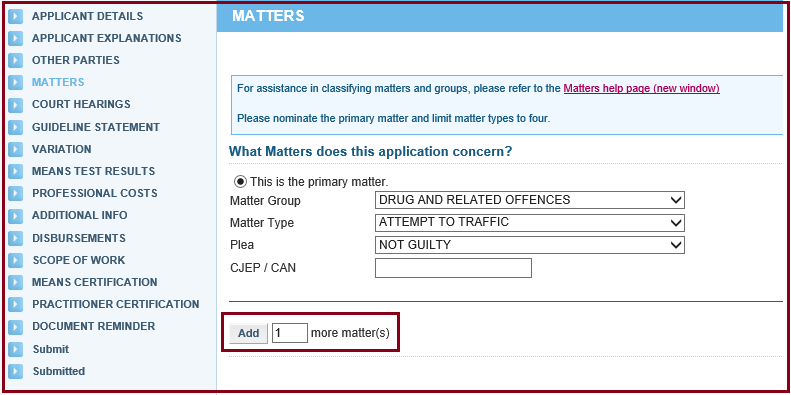 APPLICANT DETAILS
APPLICANT EXPLANATIONS
OTHER PARTIES
MATTERS
COURT HEARINGS
GUIDELINE STATEMENT
VARIATION
MEANS TEST RESULTS
PROFESSIONAL COSTS
ADDITIONAL INFO
DISBURSEMENTS
SCOPE OF WORK
MEANS CERTIFICATION
PRACTITIONER CERTIFICATION
DOCUMENT REMINDER
Submit
Submitted
MATTERS
For assistance in classifying matters and groups, please refer to the Matters help page (new window)
Please nominate the primary matter and limit matter types to four.
What Matters does this application concern?
This is the primary matter.
Matter Group DRUG AND RELATED OFFENCES
Matter Type ATTEMPT TO TRAFFIC
Plea NOT GUILTY
CJEP / CAN
Add 1 more matter(s)